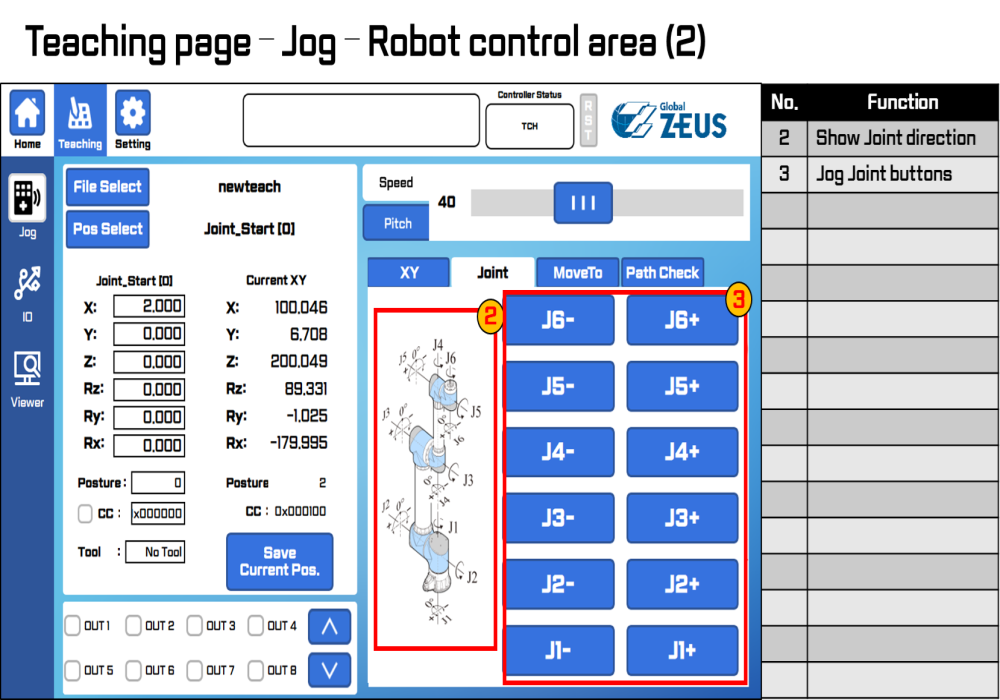 Teaching page – Jog – Robot control area (2)
No. Function
2 Show Joint direction
3 Jog Joint buttons
Home Teaching Setting
Controller Status
TCH
RST
Global
ZEUS
Jog
IO
Viewer
File Select newteach
Pos Select Joint_Start [0]
Joint_Start [0] Current XY
X: 2.000 X: 100.046
Y: 0.000 Y: 6.708
Z: 0.000 Z: 200.049
Rz: 0.000 Rz: 89.331
Ry: 0.000 Ry: -1.025
Rx: 0.000 Rx: -179.995
Posture : 0 Posture 2
CC : x000000 CC : 0x000100
Tool : No Tool
Save
Current Pos.
OUT 1 OUT 2 OUT 3 OUT 4
OUT 5 OUT 6 OUT 7 OUT 8
Speed 40
Pitch
XY Joint MoveTo Path Check
2
3
J4
J5 0° J6
J3 0° J5
0°
J6
J3
0°
J4
J2 0°
J1
J2
0°
J1
J6- J6+
J5- J5+
J4- J4+
J3- J3+
J2- J2+
J1- J1+